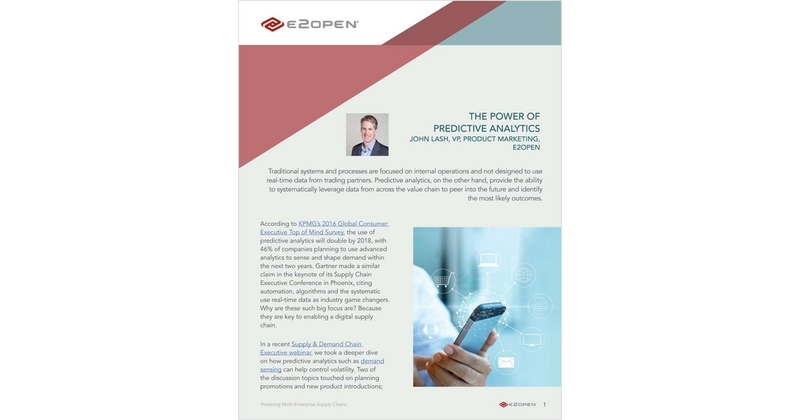 E2OPEN
THE POWER OF
PREDICTIVE ANALYTICS
JOHN LASH, VP, PRODUCT MARKETING,
E2OPEN
Traditional systems and processes are focused on internal operations and not designed to use
real-time data from trading partners. Predictive analytics, on the other hand, provide the ability
to systematically leverage data from across the value chain to peer into the future and identify
the most likely outcomes.
According to KPMG's 2016 Global Consumer
Executive Top of Mind Survey, the use of
predictive analytics will double by 2018, with
46% of companies planning to use advanced
analytics to sense and shape demand within
the next two years. Gartner made a similar
claim in the keynote of its Supply Chain
Executive Conference in Phoenix, citing
automation, algorithms and the systematic
use real-time data as industry game changers.
Why are these such big focus are? Because
they are key to enabling a digital supply
chain.
In a recent Supply & Demand Chain
Executive webinar, we took a deeper dive
on how predictive analytics such as demand
sensing can help control volatility. Two of
the discussion topics touched on planning
promotions and new product introductions;
Powering Multi-Enterprise Supply Chains
E2OPEN 1